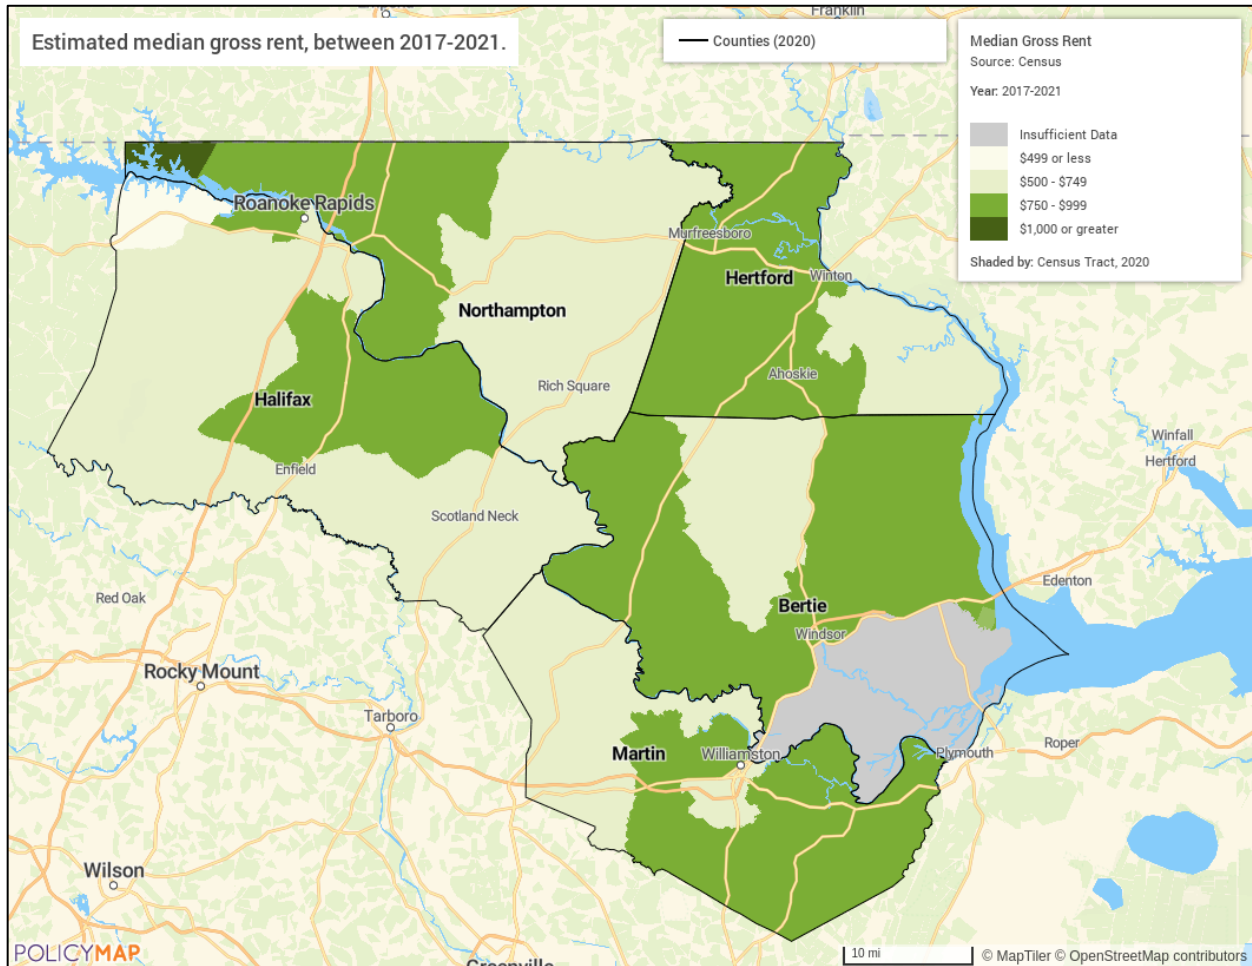 Franklin
Estimated median gross rent, between 2017-2021.
Counties (2020)
Median Gross Rent
Source: Census
Year: 2017-2021
Insufficient Data
$499 or less
$500 - $749
$750 - $999
$1,000 or greater
Shaded by: Census Tract, 2020
Roanoke Rapids
Murfreesboro
Hertford
Winton
Northampton
Rich Square
Ahoskie
Halifax
Enfield
Scotland Neck
Winfall
Hertford
Edenton
Red Oak
Bertie
Windsor
Rocky Mount
Tarboro
Martin
Williamston
Plymouth
Roper
Wilson
POLICYMAP
Greenville
10 mi
© MapTiler © OpenStreetMap contributors